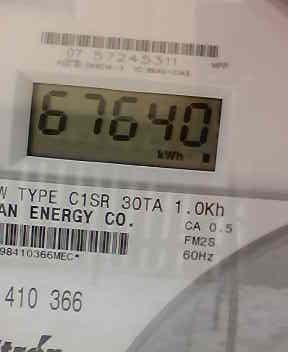 07 57245311
67640
kWh
W TYPE C1SR 30TA 1.0Kh
AN ENERGY CO.
CA 0.5
FM2S
98410366MEC*
60Hz
410 366